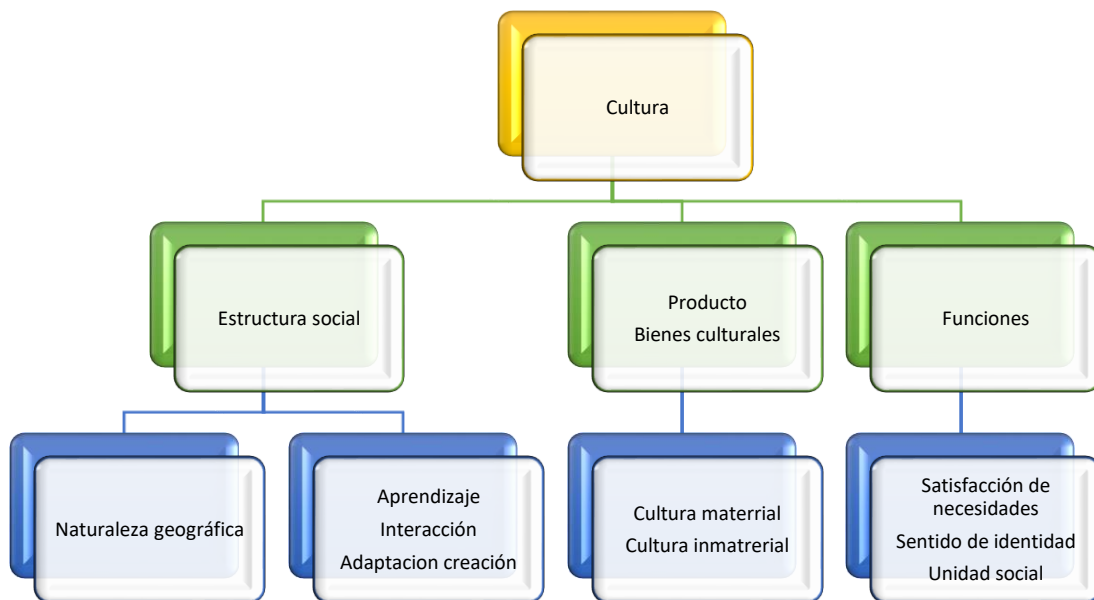 Cultura
Estructura social
Producto
Bienes culturales
Funciones
Naturaleza geográfica
Aprendizaje
Interacción
Adaptacion creación
Cultura materrial
Cultura inmatrerial
Satisfacción de
necesidades
Sentido de identidad
Unidad social